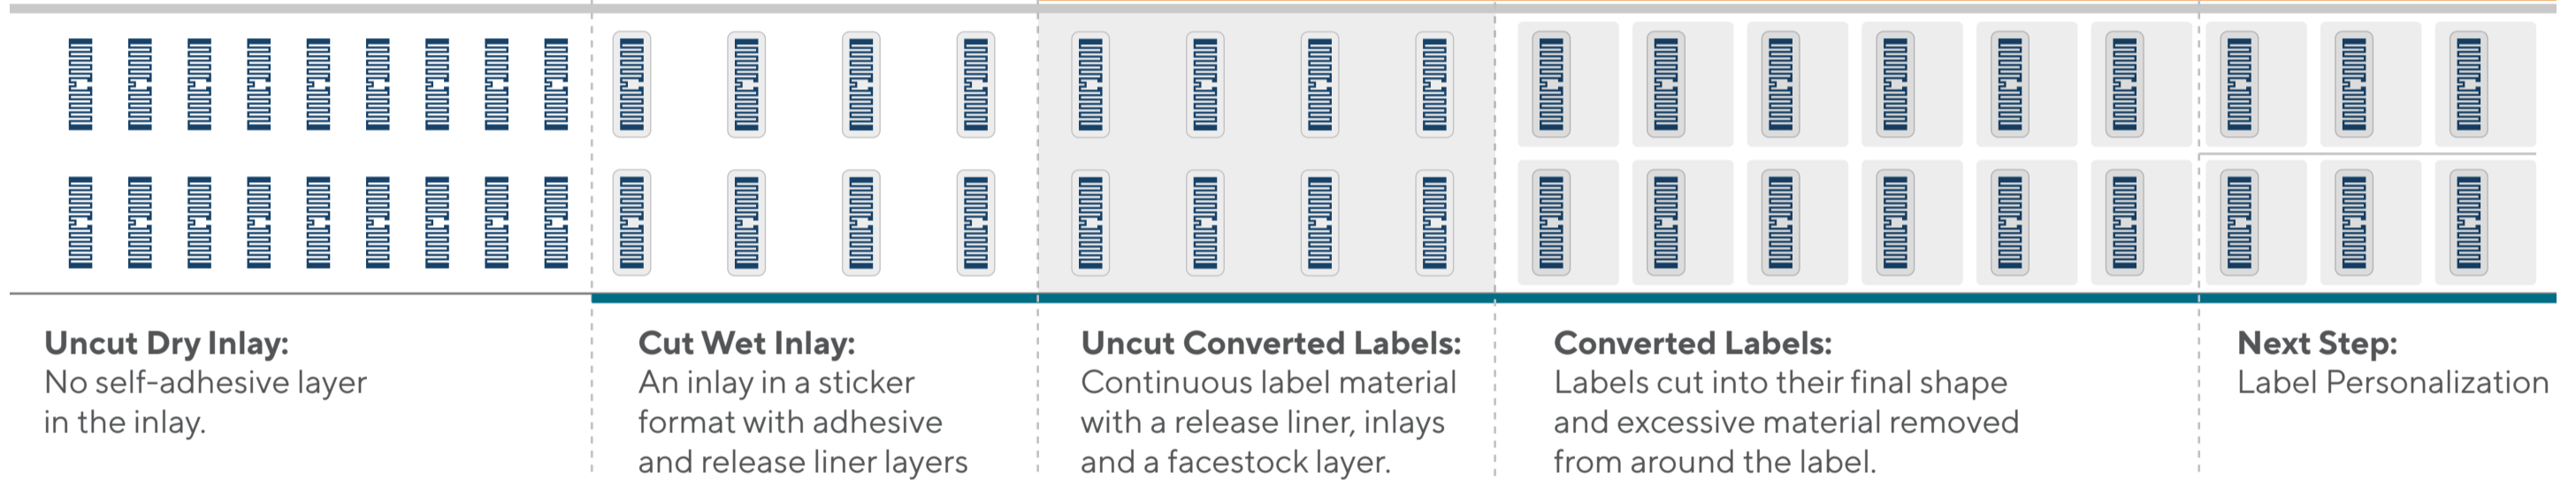 Uncut Dry Inlay:
No self-adhesive layer
in the inlay.
Cut Wet Inlay:
An inlay in a sticker
format with adhesive
and release liner layers
Uncut Converted Labels:
Continuous label material
with a release liner, inlays
and a facestock layer.
Converted Labels:
Labels cut into their final shape
and excessive material removed
from around the label.
Next Step:
Label Personalization